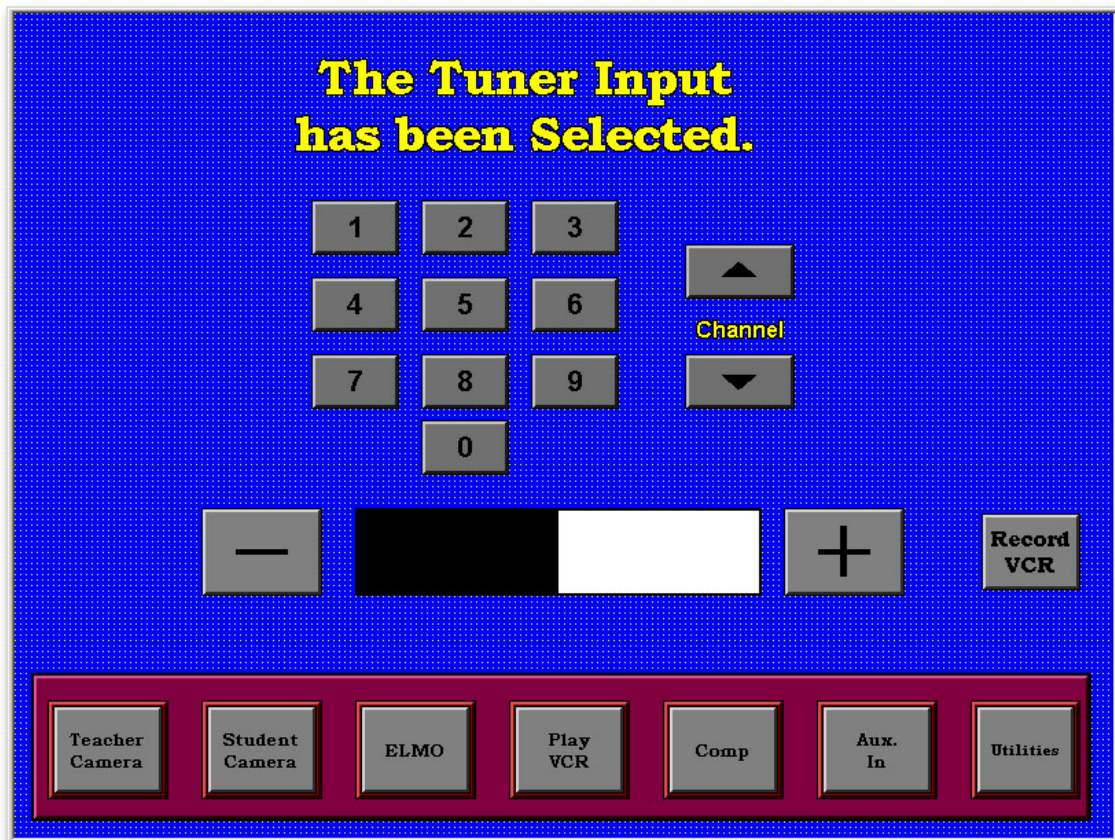 The Tuner Input
has been Selected.
1 2 3
4 5 6
Channel
7 8 9
0
Record
VCR
Teacher
Camera
Student
Camera
ELMO
Play
VCR
Comp
Aux.
In
Utilities